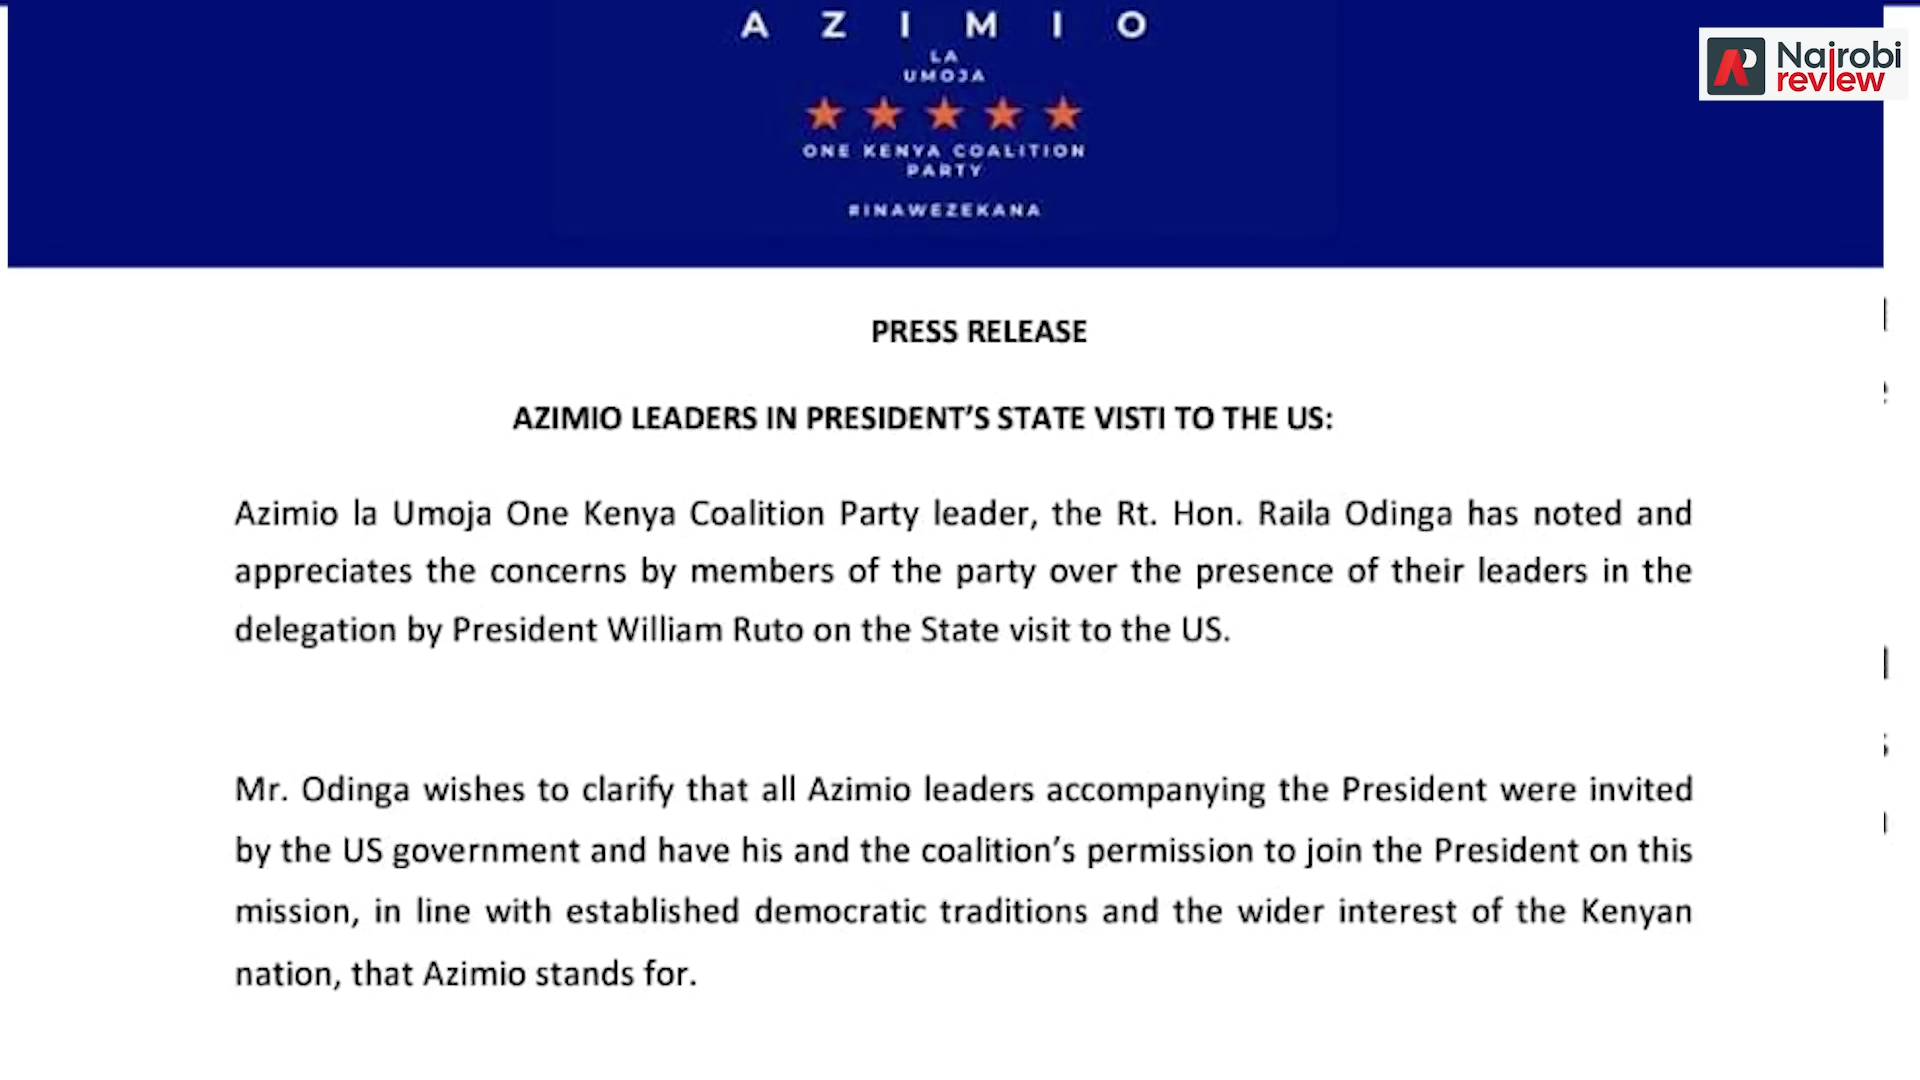 A Z I M I O
LA
UMOJA
ONE KENYA COALITION
PARTY
#INAWEZEKANA
Nairobi
review
PRESS RELEASE
AZIMIO LEADERS IN PRESIDENT'S STATE VISTI TO THE US:
Azimio la Umoja One Kenya Coalition Party leader, the Rt. Hon. Raila Odinga has noted and
appreciates the concerns by members of the party over the presence of their leaders in the
delegation by President William Ruto on the State visit to the US.
Mr. Odinga wishes to clarify that all Azimio leaders accompanying the President were invited
by the US government and have his and the coalition's permission to join the President on this
mission, in line with established democratic traditions and the wider interest of the Kenyan
nation, that Azimio stands for.